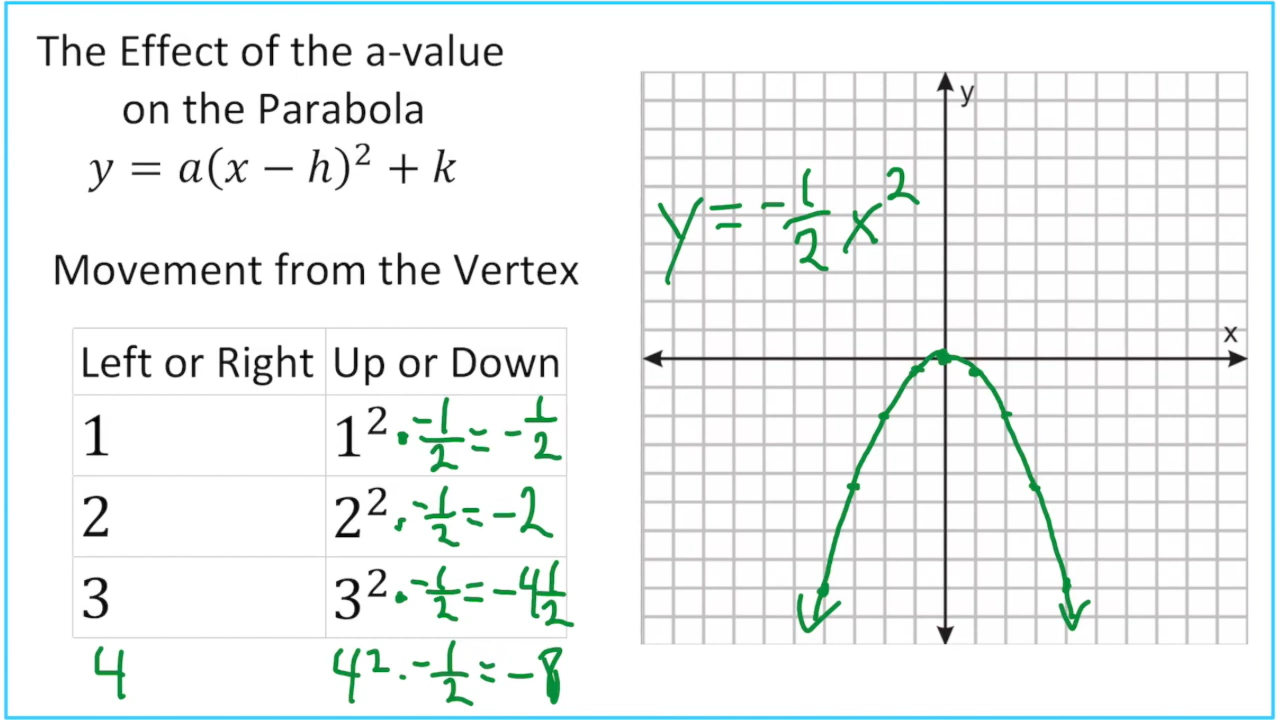 The Effect of the a-value
on the Parabola
y = a(x − h)² + k
Movement from the Vertex
Left or Right Up or Down
1 1² · -1/2 = -1/2
2 2² · -1/2 = -2
3 3² · -1/2 = -4 1/2
4 4² · -1/2 = -8
y
y = -1/2 x²
x